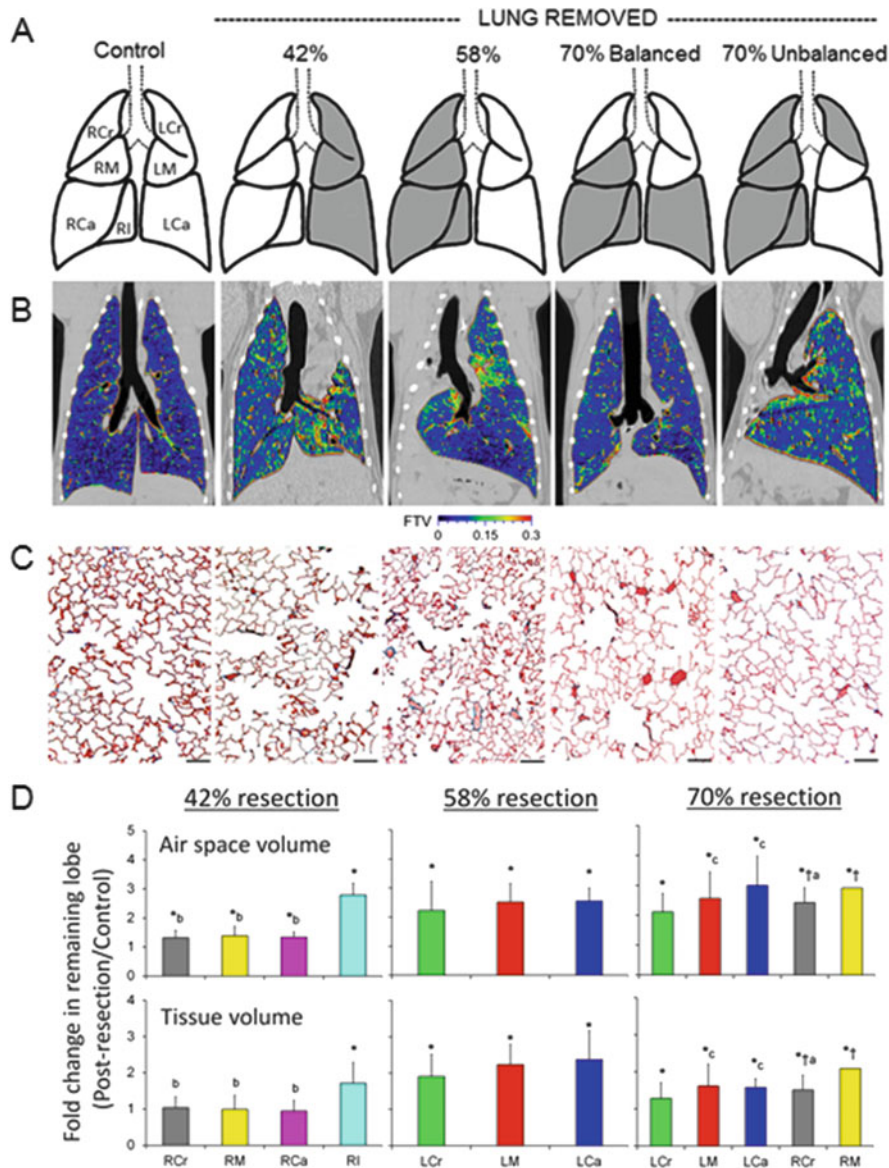 LUNG REMOVED
A
Control 42% 58% 70% Balanced 70% Unbalanced
RCr LCr
RM LM
RCa RI LCa
B
FTV
0 0.15 0.3
C
D
42% resection 58% resection 70% resection
Fold change in remaining lobe
(Post-resection/Control)
Air space volume
5
4
3
2
1
0
*b *b *b *
* * *
* *c *c *†a *†
Tissue volume
4
3
2
1
0
b b b *
* * *
* *c *c *†a *†
RCr RM RCa RI LCr LM LCa LCr LM LCa RCr RM